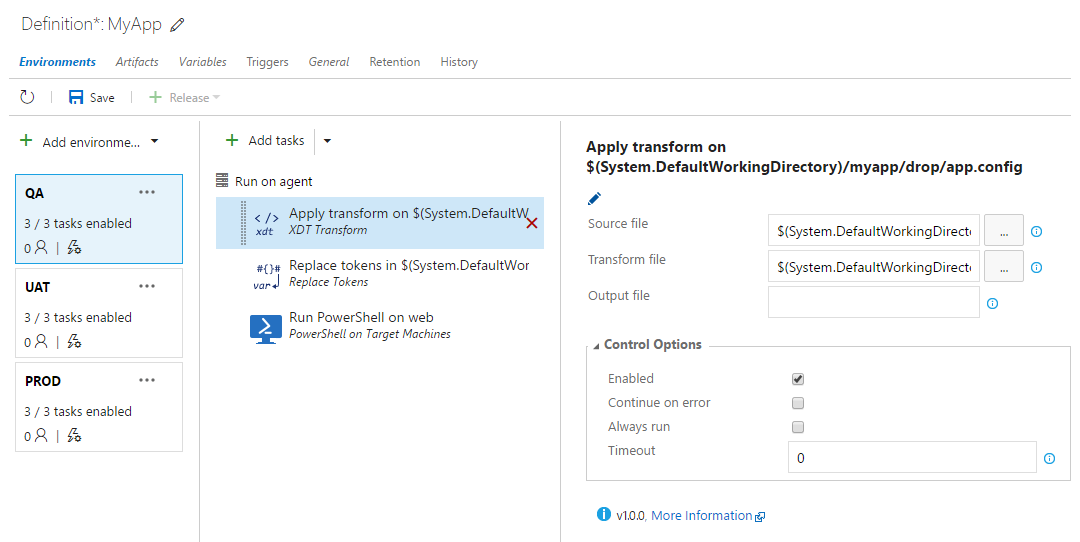 Definition*: MyApp
Environments Artifacts Variables Triggers General Retention History
Save + Release
+ Add environme...
QA ...
3 / 3 tasks enabled
0 |
UAT ...
3 / 3 tasks enabled
0 |
PROD ...
3 / 3 tasks enabled
0 |
+ Add tasks
Run on agent
</> Apply transform on $(System.DefaultW
xdt XDT Transform
#{}# Replace tokens in $(System.DefaultWor
var Replace Tokens
Run PowerShell on web
PowerShell on Target Machines
Apply transform on
$(System.DefaultWorkingDirectory)/myapp/drop/app.config
Source file $(System.DefaultWorkingDirect ...
Transform file $(System.DefaultWorkingDirect ...
Output file
Control Options
Enabled
Continue on error
Always run
Timeout 0
v1.0.0, More Information